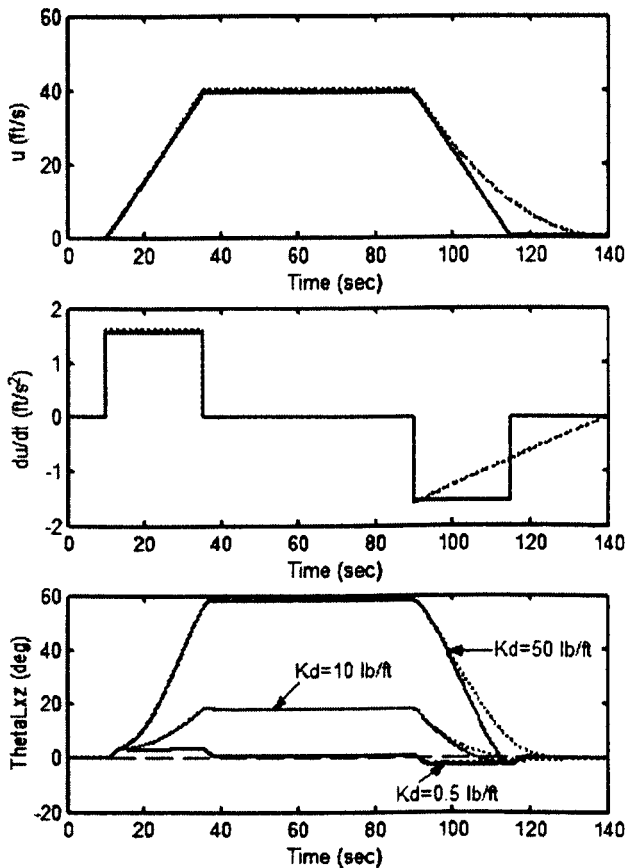 60
40
20
0
u (ft/s)
0 20 40 60 80 100 120 140
Time (sec)
2
1
0
-1
-2
du/dt (ft/s²)
0 20 40 60 80 100 120 140
Time (sec)
60
40
20
0
-20
ThetaLxz (deg)
Kd=50 lb/ft
Kd=10 lb/ft
Kd=0.5 lb/ft
0 20 40 60 80 100 120 140
Time (sec)